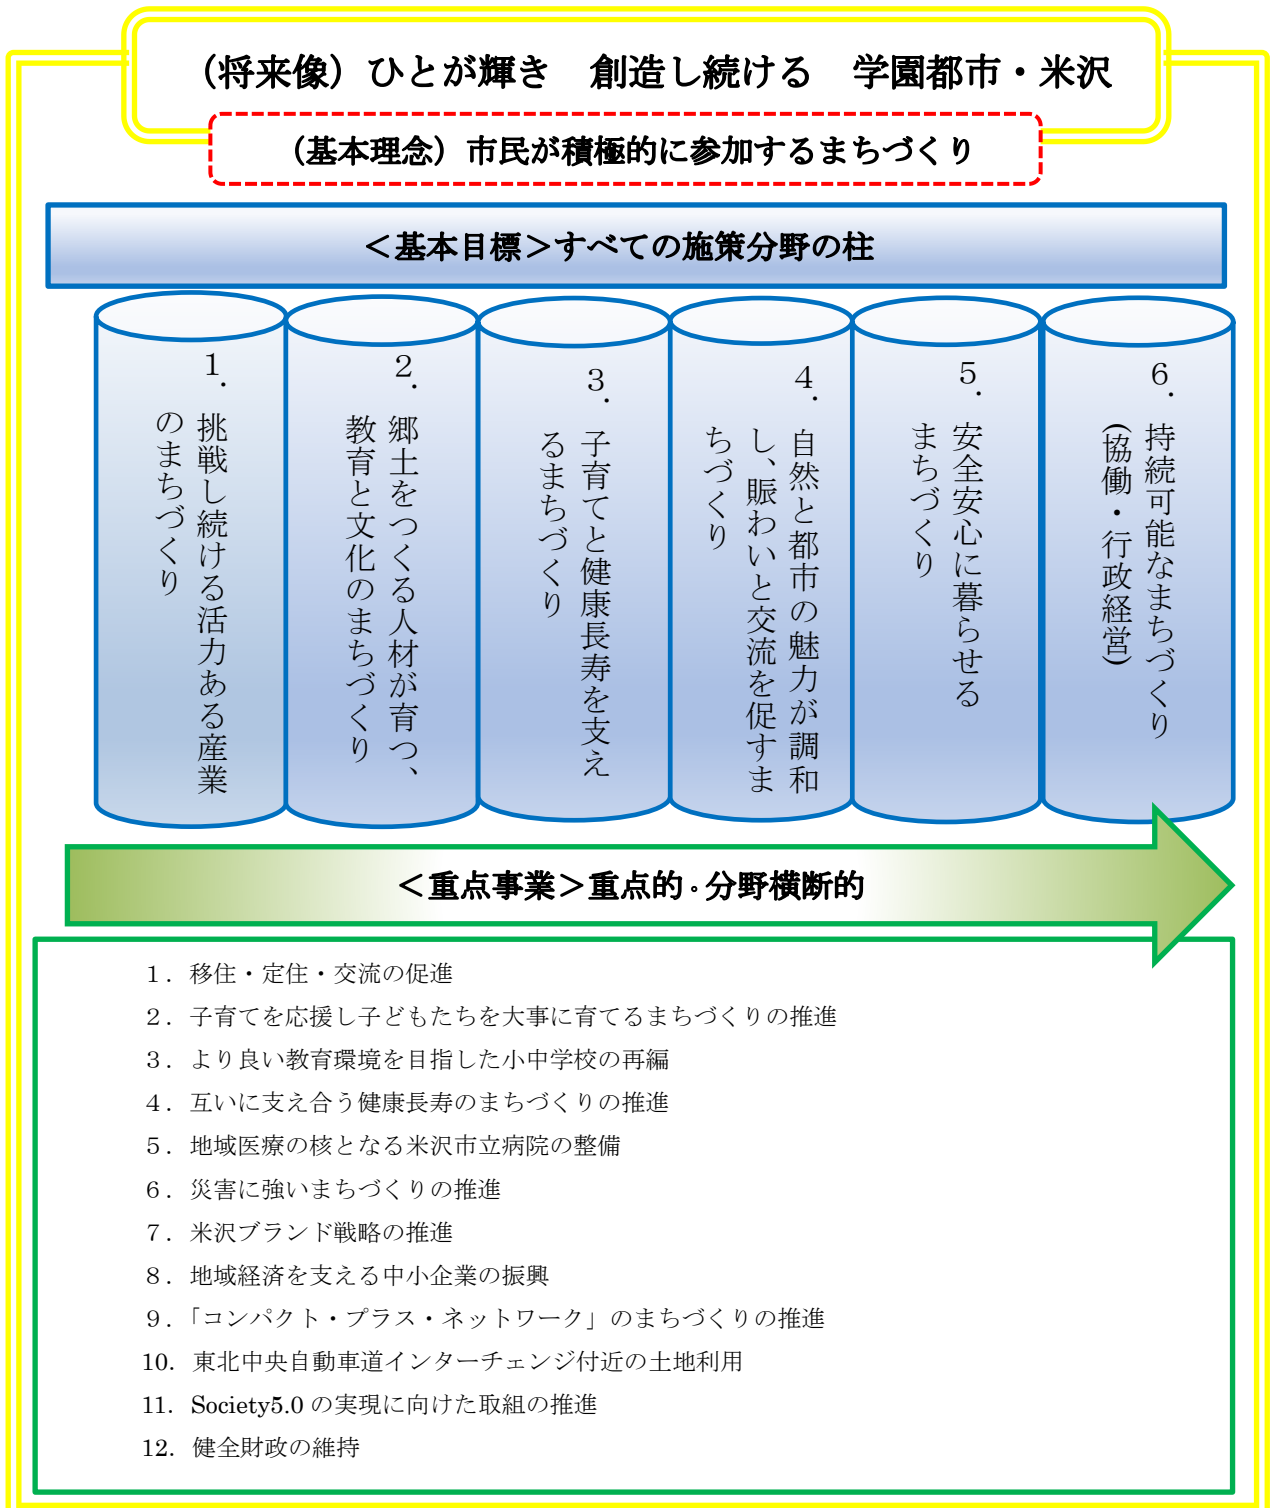 （将来像）ひとが輝き　創造し続ける　学園都市・米沢
（基本理念）市民が積極的に参加するまちづくり
＜基本目標＞すべての施策分野の柱
１．挑戦し続ける活力ある産業
のまちづくり
２．郷土をつくる人材が育つ、
教育と文化のまちづくり
３．子育てと健康長寿を支え
るまちづくり
４．自然と都市の魅力が調和
し、賑わいと交流を促すま
ちづくり
５．安全安心に暮らせる
まちづくり
６．持続可能なまちづくり
（協働・行政経営）
＜重点事業＞重点的・分野横断的
１．移住・定住・交流の促進
２．子育てを応援し子どもたちを大事に育てるまちづくりの推進
３．より良い教育環境を目指した小中学校の再編
４．互いに支え合う健康長寿のまちづくりの推進
５．地域医療の核となる米沢市立病院の整備
６．災害に強いまちづくりの推進
７．米沢ブランド戦略の推進
８．地域経済を支える中小企業の振興
９．「コンパクト・プラス・ネットワーク」のまちづくりの推進
10．東北中央自動車道インターチェンジ付近の土地利用
11．Society5.0 の実現に向けた取組の推進
12．健全財政の維持